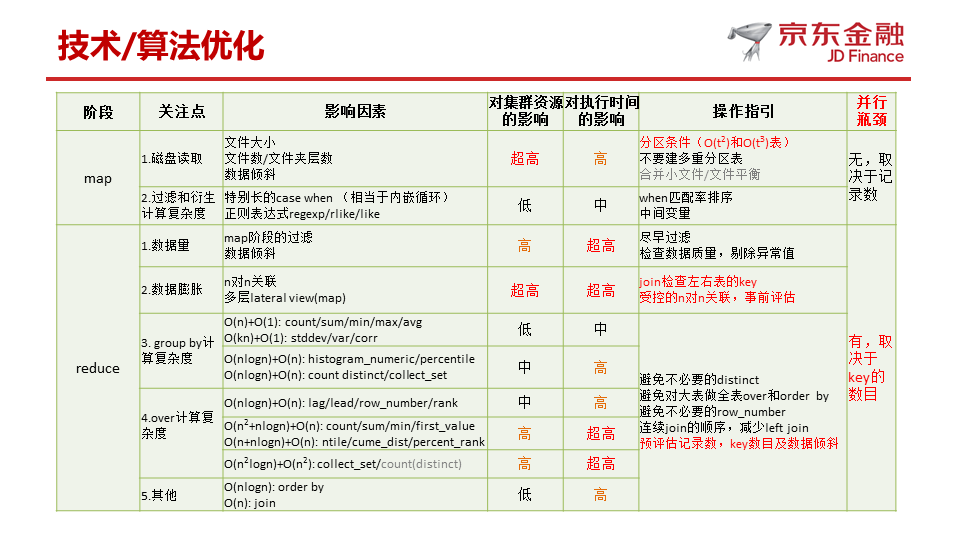 技术/算法优化
京东金融
JD Finance
阶段
关注点
影响因素
对集群资源
的影响
对执行时间
的影响
操作指引
并行
瓶颈
map
1.磁盘读取
文件大小
文件数/文件夹层数
数据倾斜
超高
高
分区条件（O(t²)和O(t³)表）
不要建多重分区表
合并小文件/文件平衡
无，取
决于记
录数
2.过滤和衍生
计算复杂度
特别长的case when （相当于内嵌循环）
正则表达式regexp/rlike/like
低
中
when匹配率排序
中间变量
reduce
1.数据量
map阶段的过滤
数据倾斜
高
超高
尽早过滤
检查数据质量，剔除异常值
有，取
决于
key的
数目
2.数据膨胀
n对n关联
多层lateral view(map)
超高
超高
join检查左右表的key
受控的n对n关联，事前评估
3. group by计
算复杂度
O(n)+O(1): count/sum/min/max/avg
O(kn)+O(1): stddev/var/corr
低
中
O(nlogn)+O(n): histogram_numeric/percentile
O(nlogn)+O(n): count distinct/collect_set
中
高
避免不必要的distinct
避免对大表做全表over和order by
避免不必要的row_number
连续join的顺序，减少left join
预评估记录数，key数目及数据倾斜
4.over计算复
杂度
O(nlogn)+O(n): lag/lead/row_number/rank
中
高
O(n²+nlogn)+O(n): count/sum/min/first_value
O(n+nlogn)+O(n): ntile/cume_dist/percent_rank
高
超高
O(n²logn)+O(n²): collect_set/count(distinct)
高
超高
5.其他
O(nlogn): order by
O(n): join
低
高